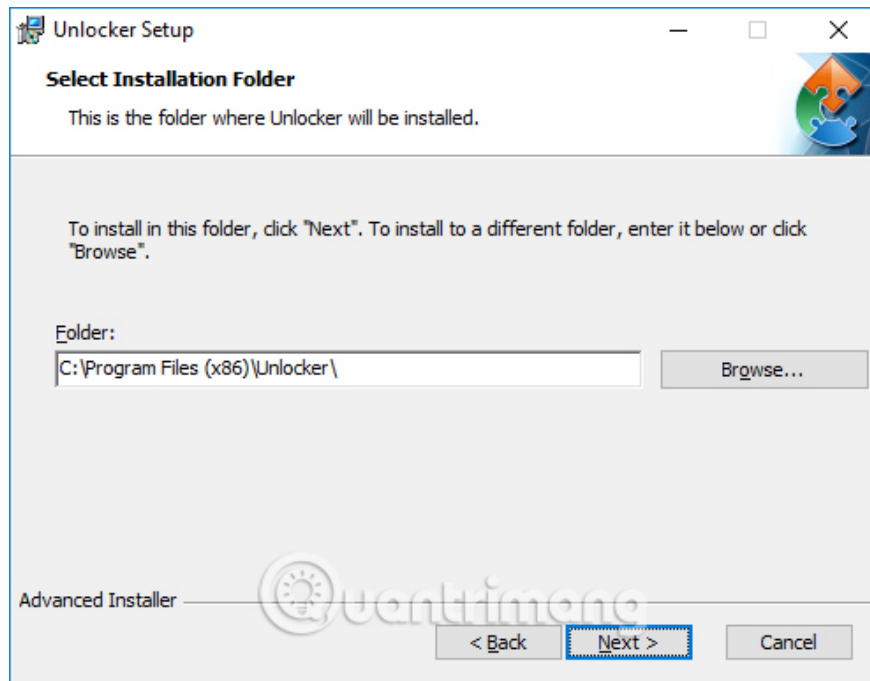 Unlocker Setup
Select Installation Folder
This is the folder where Unlocker will be installed.
To install in this folder, click "Next". To install to a different folder, enter it below or click
"Browse".
Folder:
C:\Program Files (x86)\Unlocker\
Browse...
Advanced Installer
Quantrimang
< Back
Next >
Cancel